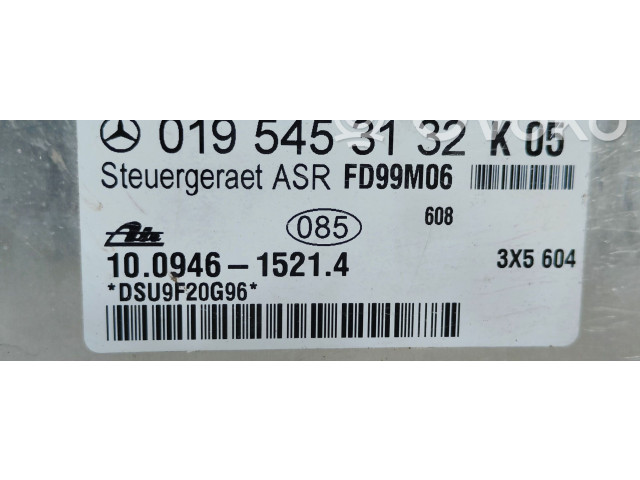 019 545 31 32 K 05
Steuergeraet ASR FD99M06
085 608
Ate
10.0946-1521.4 3X5 604
*DSU9F20G96*